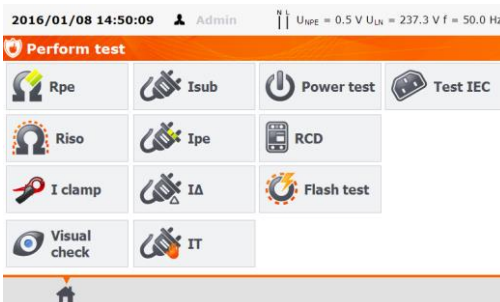 2016/01/08 14:50:09 Admin N L UNPE = 0.5 V ULN = 237.3 V f = 50.0 Hz
Perform test
Rpe Isub Power test Test IEC
Riso Ipe RCD
I clamp IΔ Flash test
Visual check IT